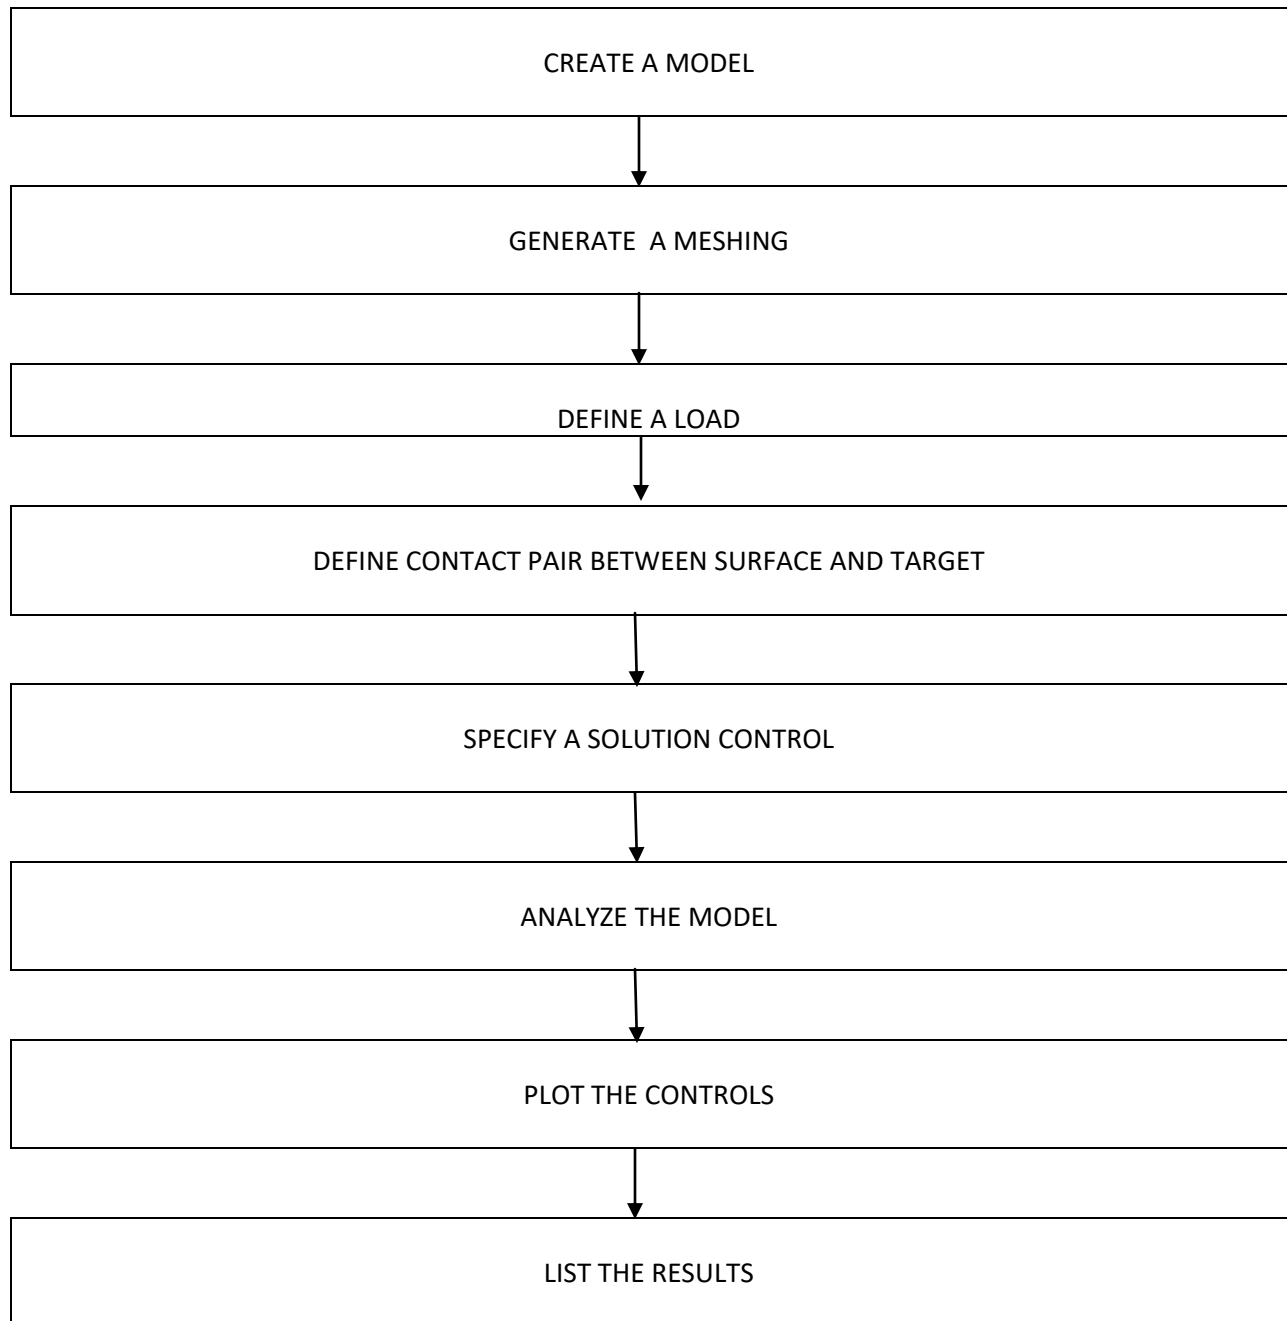 CREATE A MODEL
GENERATE  A MESHING
DEFINE A LOAD
DEFINE CONTACT PAIR BETWEEN SURFACE AND TARGET
SPECIFY A SOLUTION CONTROL
ANALYZE THE MODEL
PLOT THE CONTROLS
LIST THE RESULTS